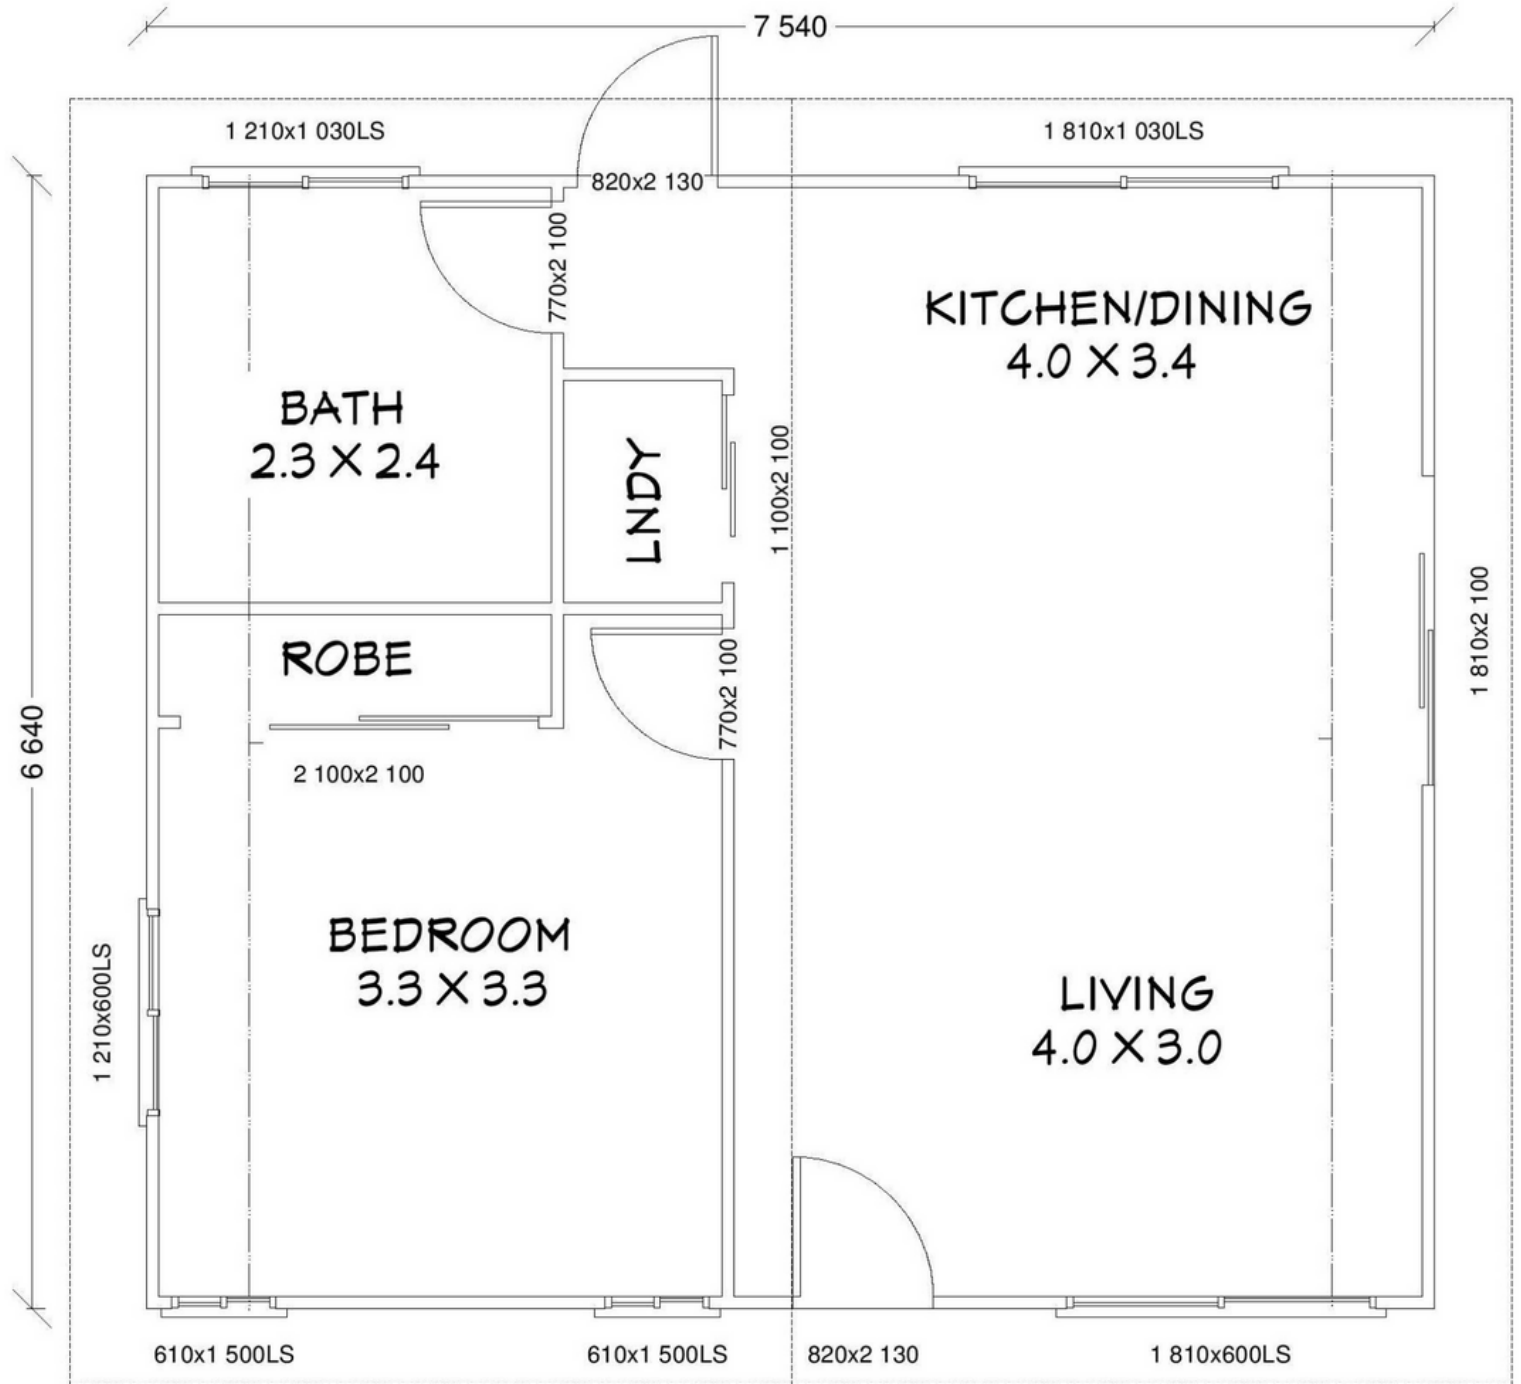 7 540
1 210x1 030LS
1 810x1 030LS
820x2 130
770x2 100
KITCHEN/DINING
4.0 X 3.4
BATH
2.3 X 2.4
LNDY
1 100x2 100
1 810x2 100
ROBE
770x2 100
6 640
2 100x2 100
BEDROOM
3.3 X 3.3
1 210x600LS
LIVING
4.0 X 3.0
610x1 500LS
610x1 500LS
820x2 130
1 810x600LS